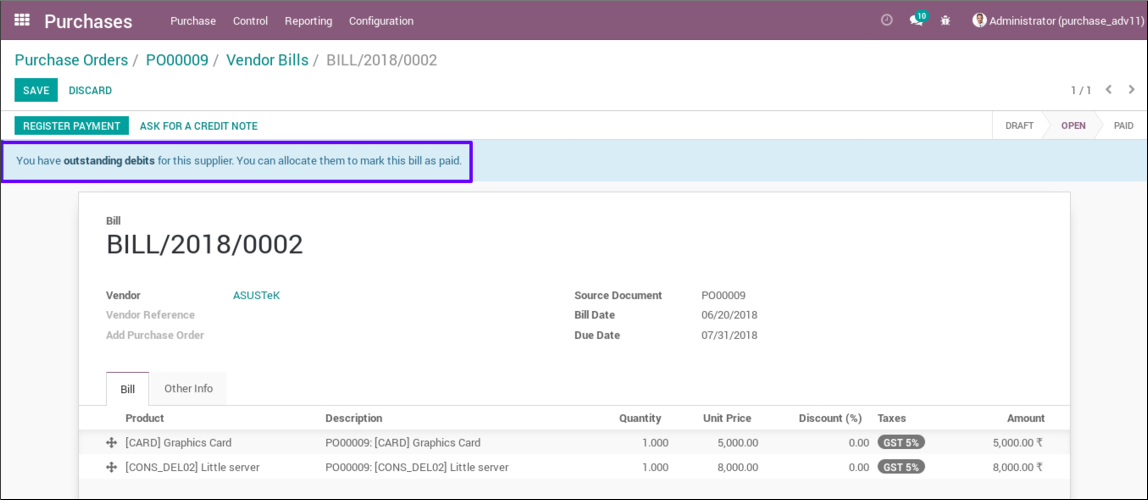 Purchases Purchase Control Reporting Configuration 10 Administrator (purchase_adv11)
Purchase Orders / PO00009 / Vendor Bills / BILL/2018/0002
SAVE DISCARD 1 / 1
REGISTER PAYMENT ASK FOR A CREDIT NOTE DRAFT OPEN PAID
You have outstanding debits for this supplier. You can allocate them to mark this bill as paid.
Bill
BILL/2018/0002
Vendor ASUSTeK Source Document PO00009
Vendor Reference Bill Date 06/20/2018
Add Purchase Order Due Date 07/31/2018
Bill Other Info
Product Description Quantity Unit Price Discount (%) Taxes Amount
[CARD] Graphics Card PO00009: [CARD] Graphics Card 1.000 5,000.00 0.00 GST 5% 5,000.00 ₹
[CONS_DEL02] Little server PO00009: [CONS_DEL02] Little server 1.000 8,000.00 0.00 GST 5% 8,000.00 ₹